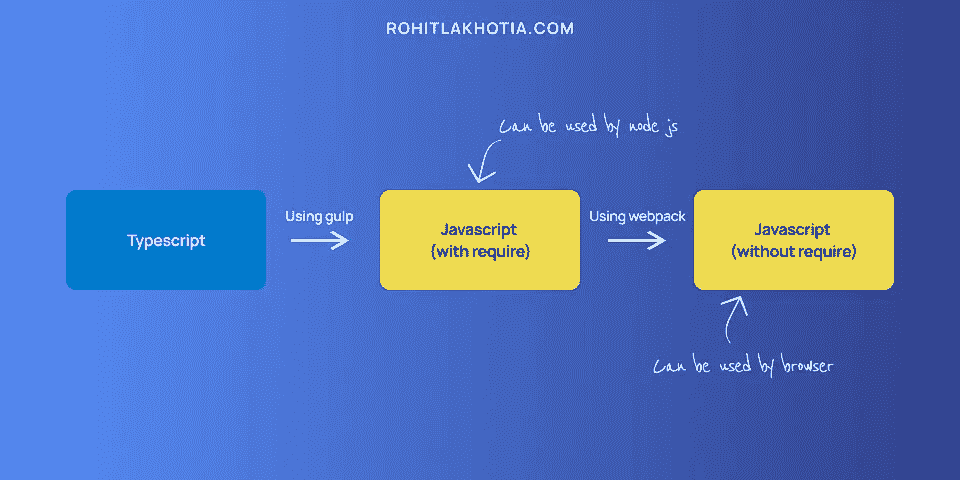 ROHITLAKHOTIA.COM
can be used by node js
Typescript
Using gulp
Javascript
(with require)
Using webpack
Javascript
(without require)
can be used by browser